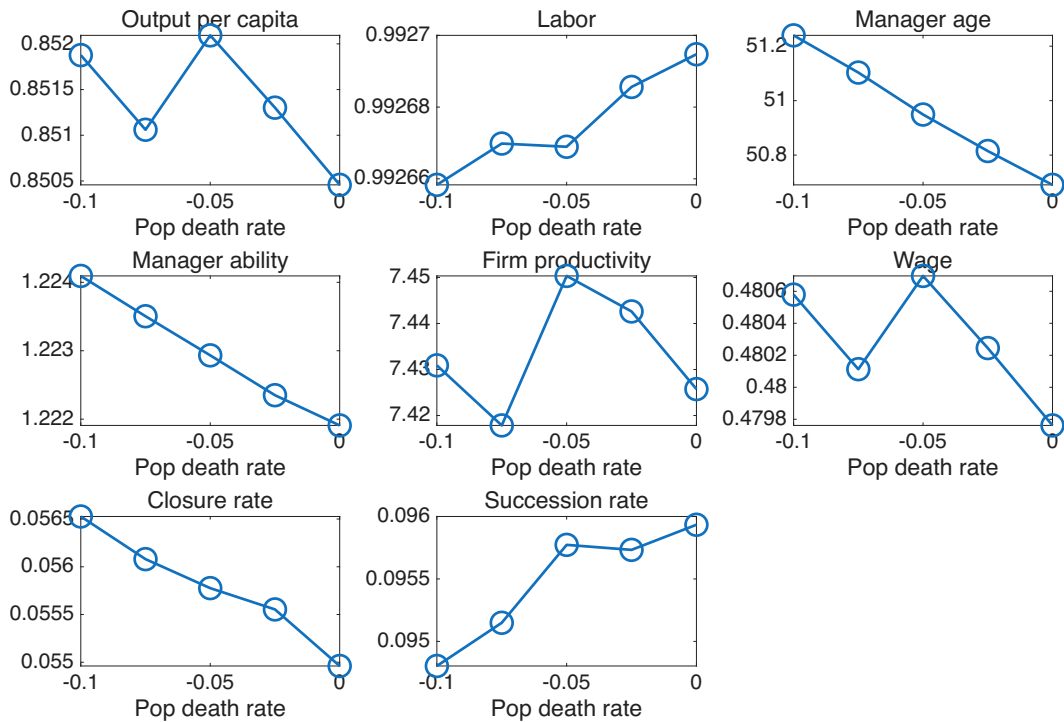 Output per capita
0.852
0.8515
0.851
0.8505
-0.1 -0.05 0
Pop death rate
Labor
0.9927
0.99268
0.99266
-0.1 -0.05 0
Pop death rate
Manager age
51.2
51
50.8
-0.1 -0.05 0
Pop death rate
Manager ability
1.224
1.223
1.222
-0.1 -0.05 0
Pop death rate
Firm productivity
7.45
7.44
7.43
7.42
-0.1 -0.05 0
Pop death rate
Wage
0.4806
0.4804
0.4802
0.48
0.4798
-0.1 -0.05 0
Pop death rate
Closure rate
0.0565
0.056
0.0555
0.055
-0.1 -0.05 0
Pop death rate
Succession rate
0.096
0.0955
0.095
-0.1 -0.05 0
Pop death rate